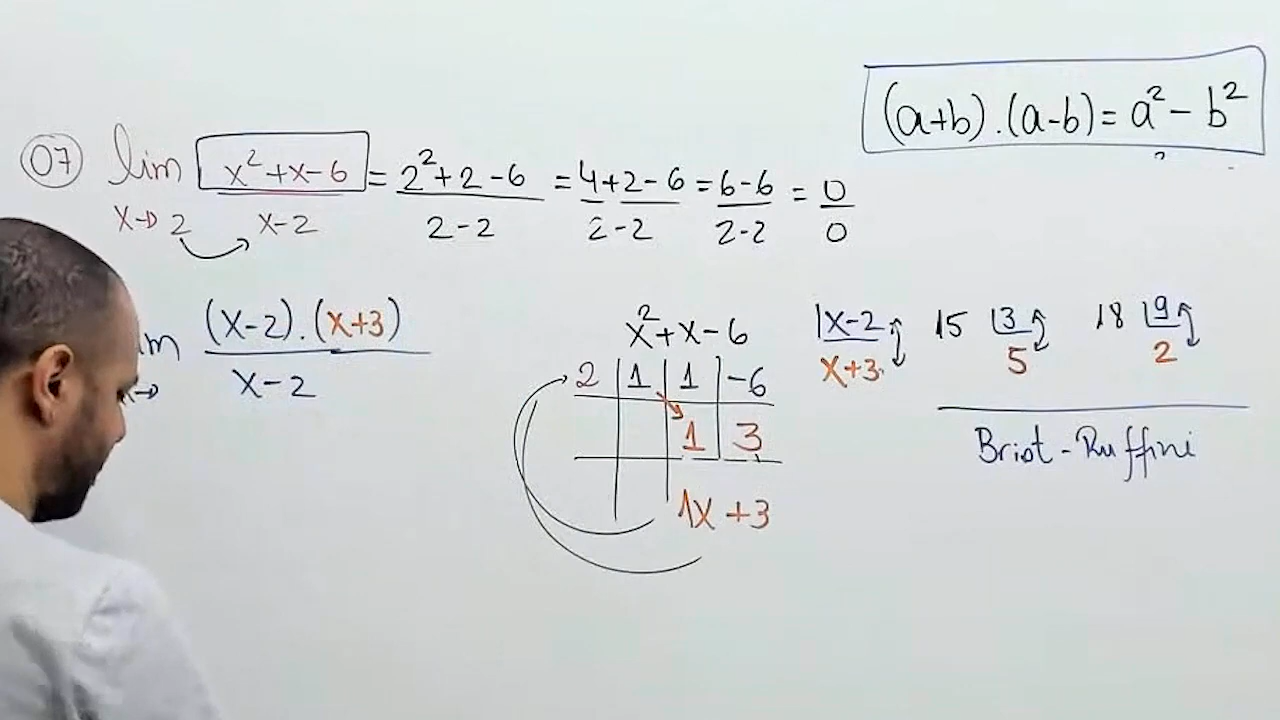 (a+b).(a-b)=a²-b²
07 lim x²+x-6 = 2²+2-6 = 4+2-6 = 6-6 = 0
x→2 x-2 2-2 2-2 2-2 0
(x-2).(x+3)
x-2
x²+x-6
2 1 1 -6
1 3
1x+3
x-2
x+3
15 3
5
18 9
2
Briot-Ruffini